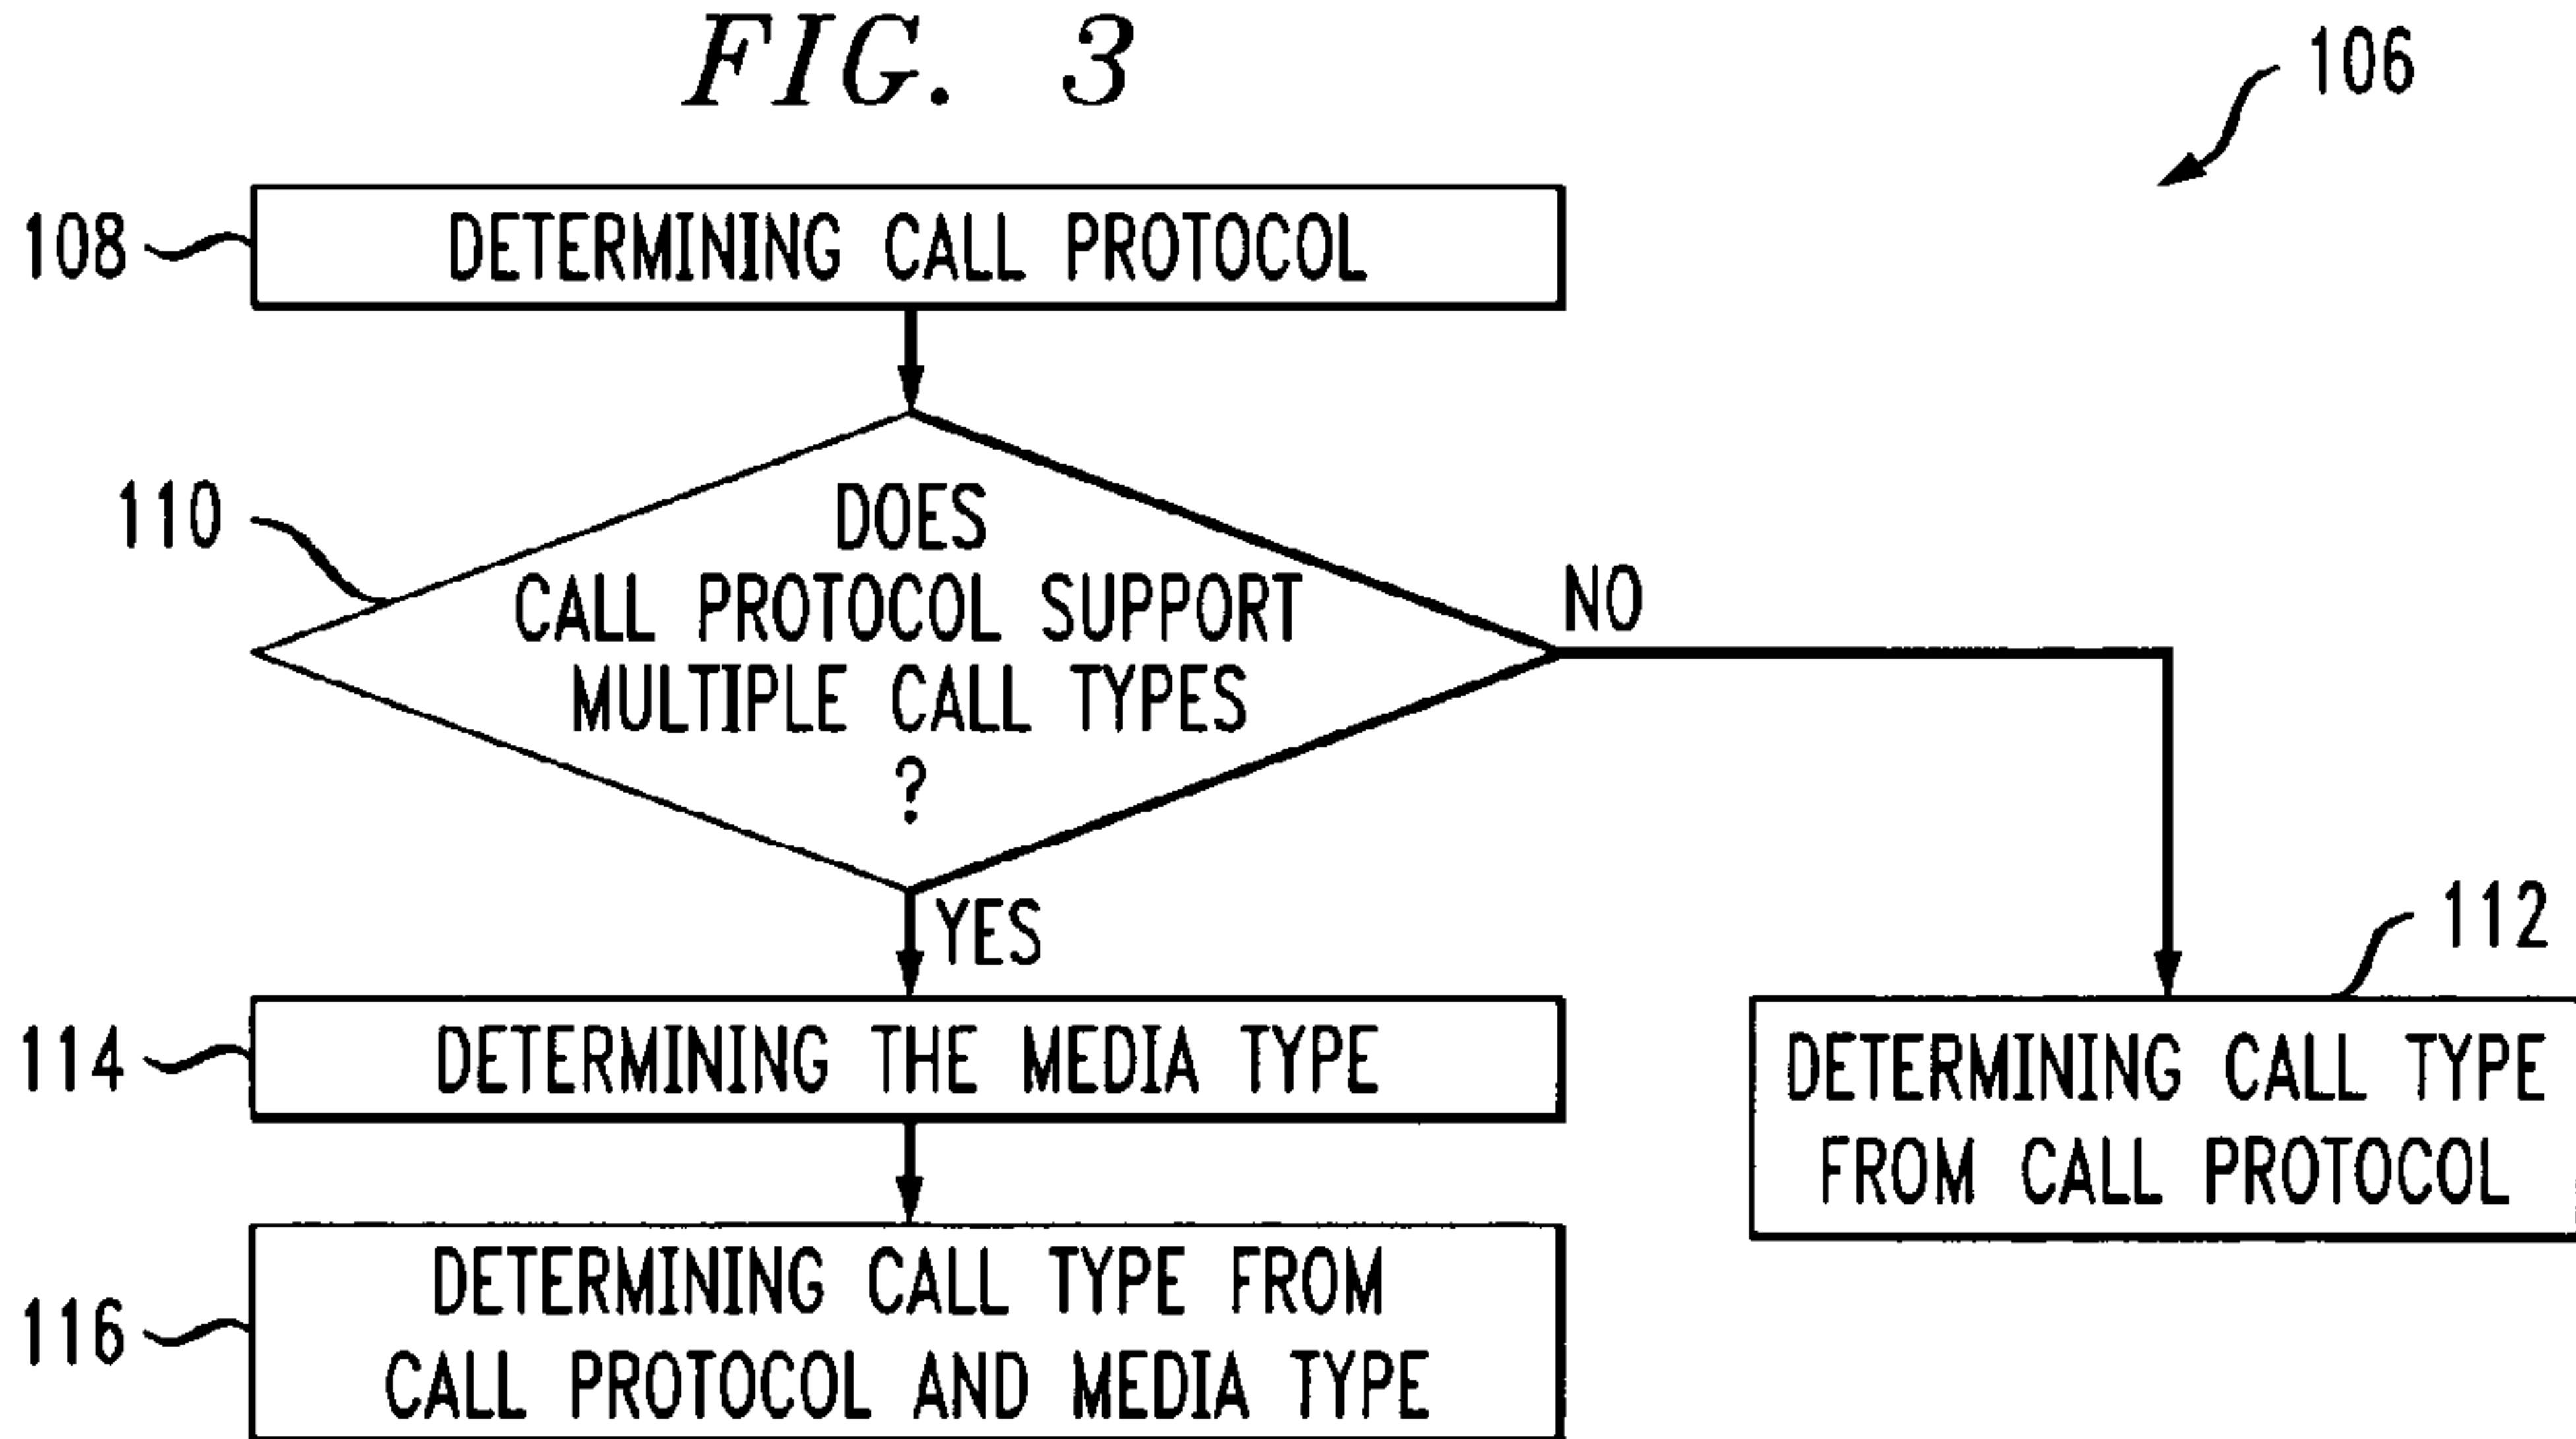 FIG. 3
106
108
DETERMINING CALL PROTOCOL
110
DOES
CALL PROTOCOL SUPPORT
MULTIPLE CALL TYPES
?
NO
YES
112
114
DETERMINING THE MEDIA TYPE
DETERMINING CALL TYPE
FROM CALL PROTOCOL
116
DETERMINING CALL TYPE FROM
CALL PROTOCOL AND MEDIA TYPE